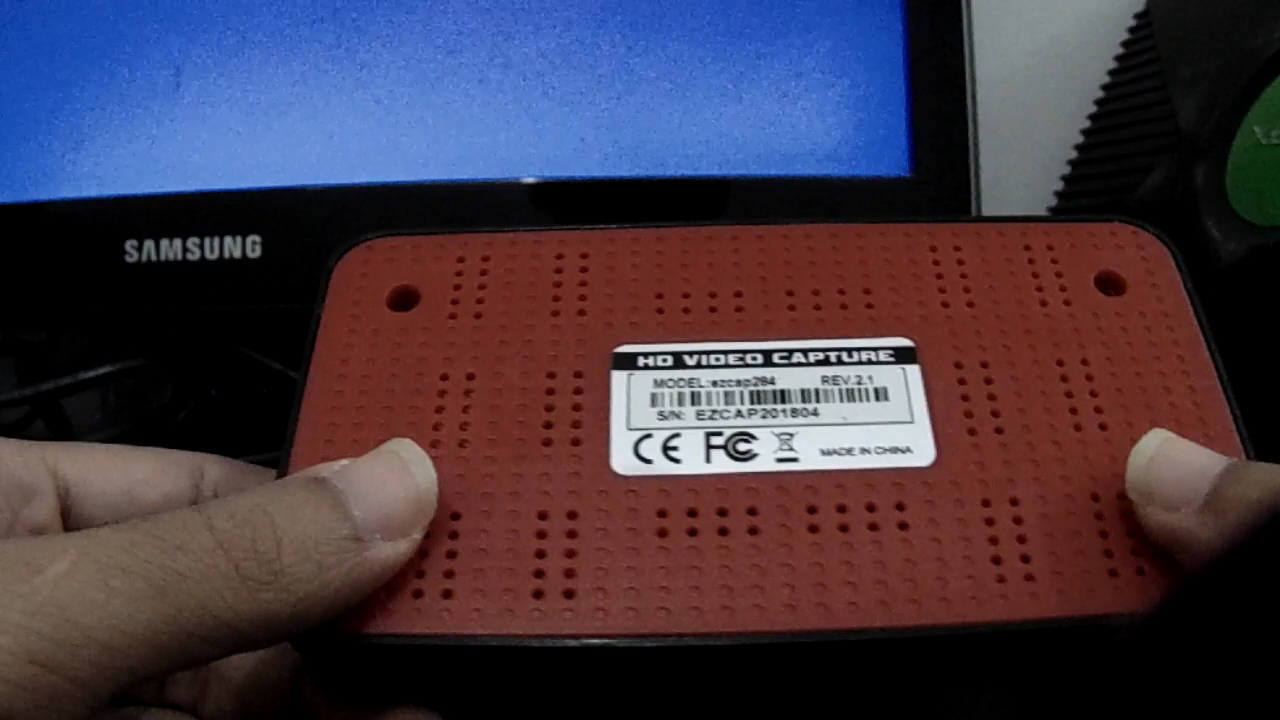 SAMSUNG
HD VIDEO CAPTURE
MODEL:ezcap284 REV.2.1
S/N: EZCAP201804
CE FC MADE IN CHINA